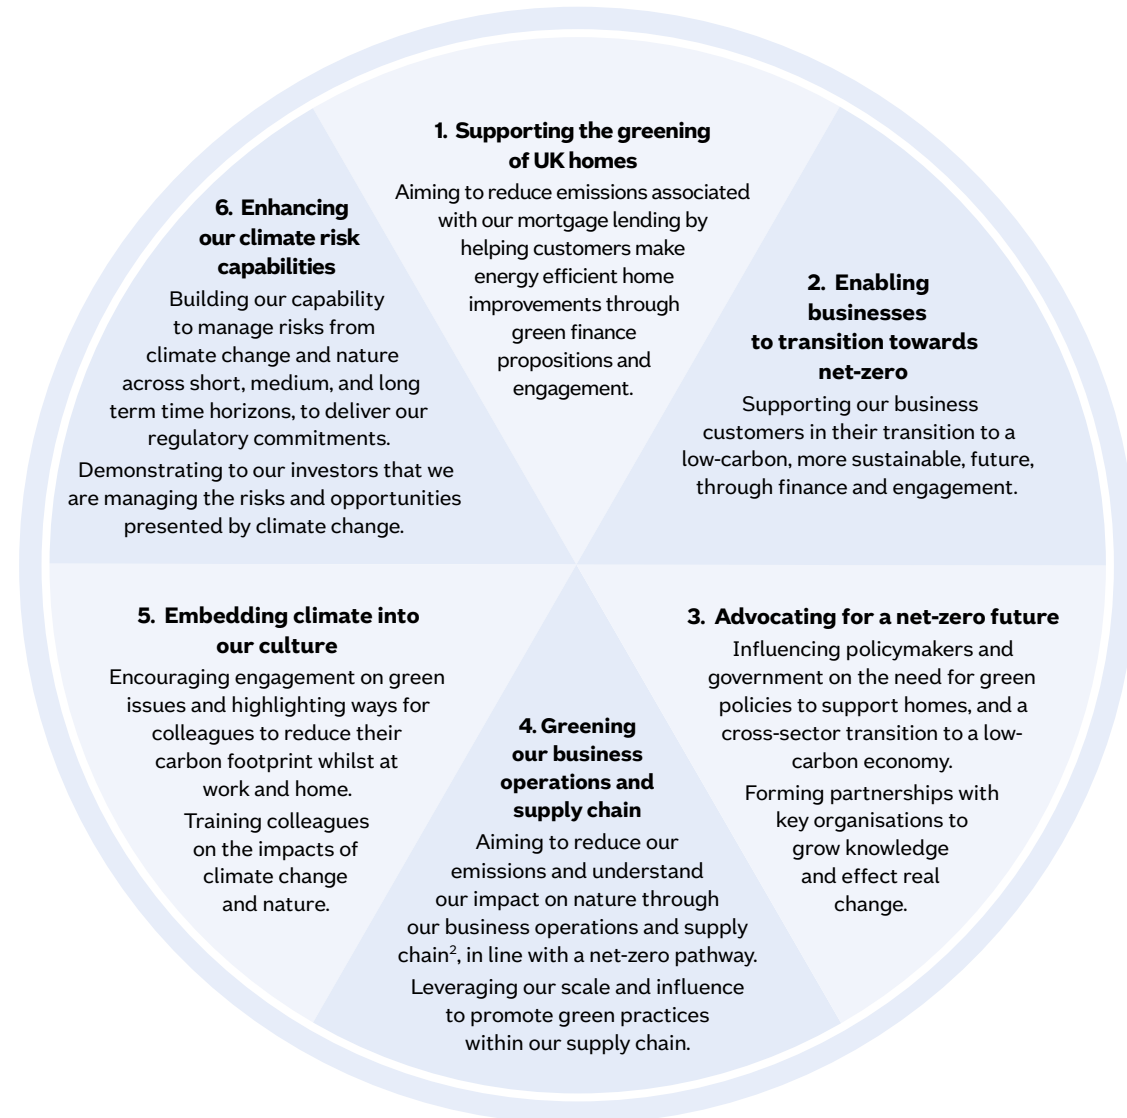 1. Supporting the greening
of UK homes
Aiming to reduce emissions associated
with our mortgage lending by
helping customers make
energy efficient home
improvements through
green finance
propositions and
engagement.
2. Enabling
businesses
to transition towards
net-zero
Supporting our business
customers in their transition to a
low-carbon, more sustainable, future,
through finance and engagement.
3. Advocating for a net-zero future
Influencing policymakers and
government on the need for green
policies to support homes, and a
cross-sector transition to a low-
carbon economy.
Forming partnerships with
key organisations to
grow knowledge
and effect real
change.
4. Greening
our business
operations and
supply chain
Aiming to reduce our
emissions and understand
our impact on nature through
our business operations and supply
chain², in line with a net-zero pathway.
Leveraging our scale and influence
to promote green practices
within our supply chain.
5. Embedding climate into
our culture
Encouraging engagement on green
issues and highlighting ways for
colleagues to reduce their
carbon footprint whilst at
work and home.
Training colleagues
on the impacts of
climate change
and nature.
6. Enhancing
our climate risk
capabilities
Building our capability
to manage risks from
climate change and nature
across short, medium, and long
term time horizons, to deliver our
regulatory commitments.
Demonstrating to our investors that we
are managing the risks and opportunities
presented by climate change.